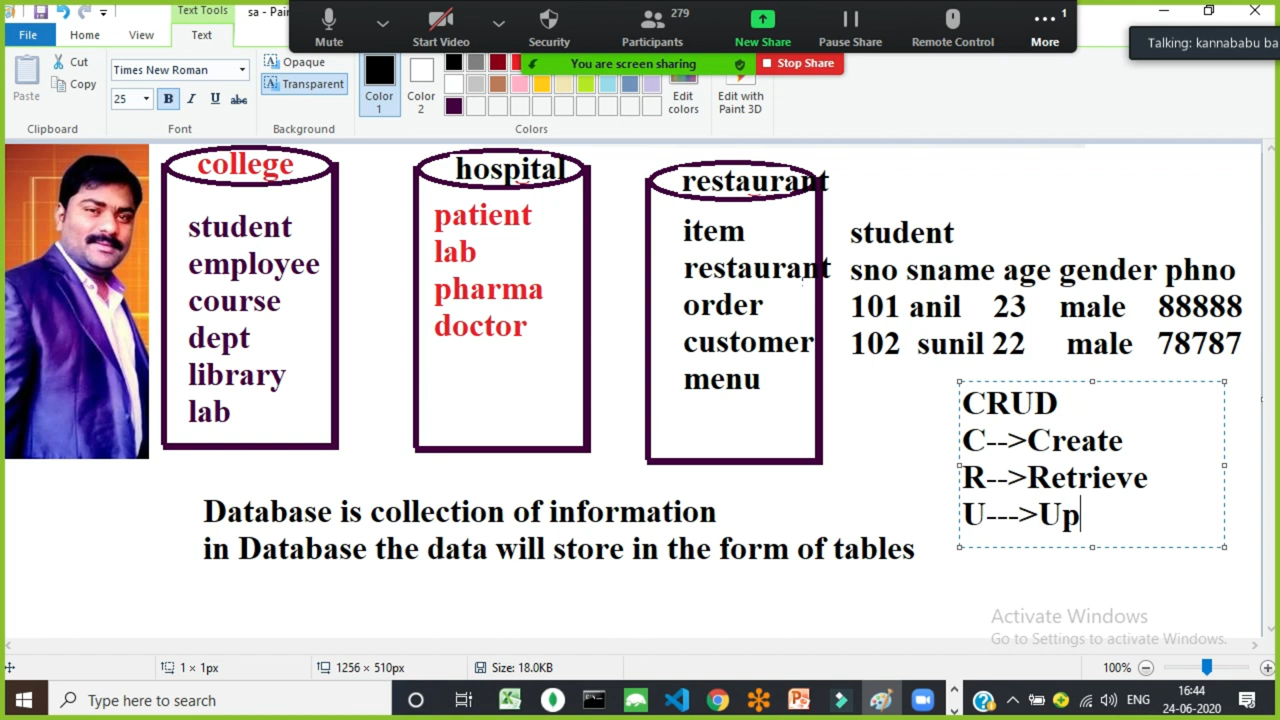 Text Tools
sa - Pai
File
Home
View
Text
Mute
Start Video
Security
Participants
279
New Share
Pause Share
Remote Control
More
1
Talking: kannababu ba
You are screen sharing
Stop Share
Paste
Cut
Copy
Clipboard
Times New Roman
25
B I U abc
Font
Opaque
Transparent
Background
Color 1
Color 2
Colors
Edit colors
Edit with Paint 3D
college
student
employee
course
dept
library
lab
hospital
patient
lab
pharma
doctor
restaurant
item
restaurant
order
customer
menu
student
sno sname age gender phno
101 anil 23 male 88888
102 sunil 22 male 78787
CRUD
C-->Create
R-->Retrieve
U--->Up
Database is collection of information
in Database the data will store in the form of tables
Activate Windows
Go to Settings to activate Windows.
1 × 1px
1256 × 510px
Size: 18.0KB
100%
Type here to search
ENG
16:44
24-06-2020